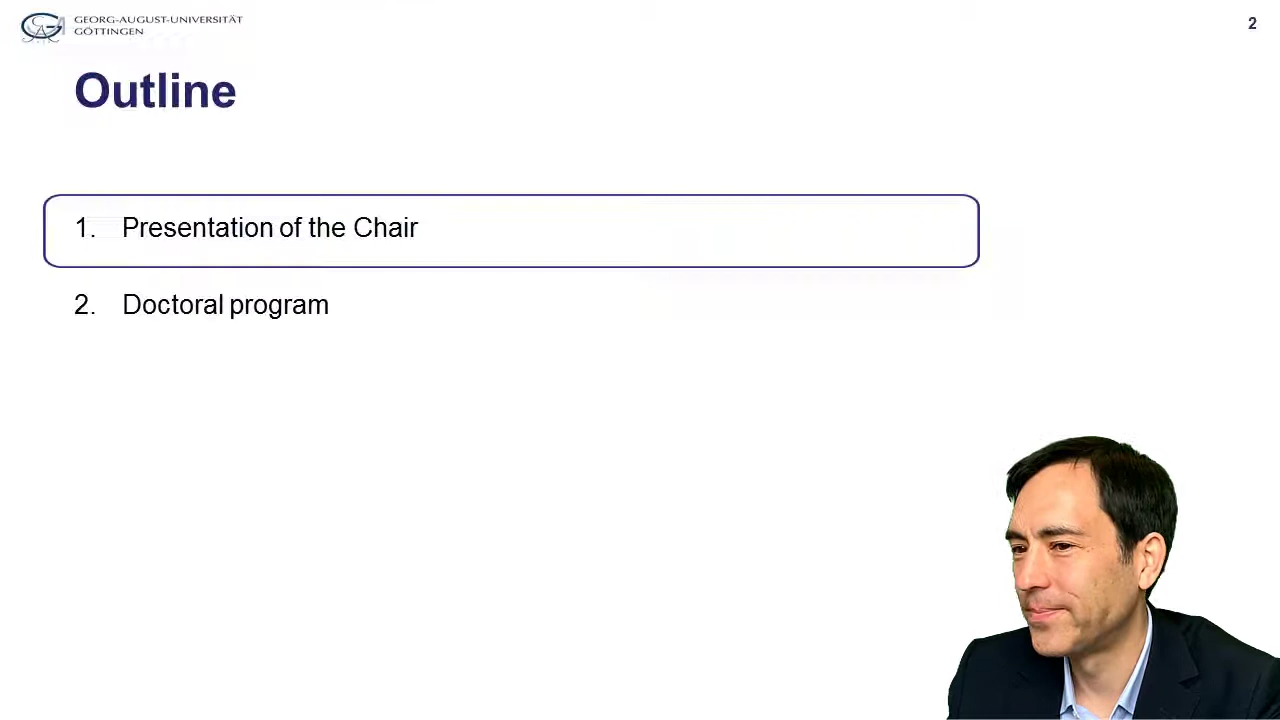 GEORG-AUGUST-UNIVERSITÄT
GÖTTINGEN
2
Outline
1. Presentation of the Chair
2. Doctoral program